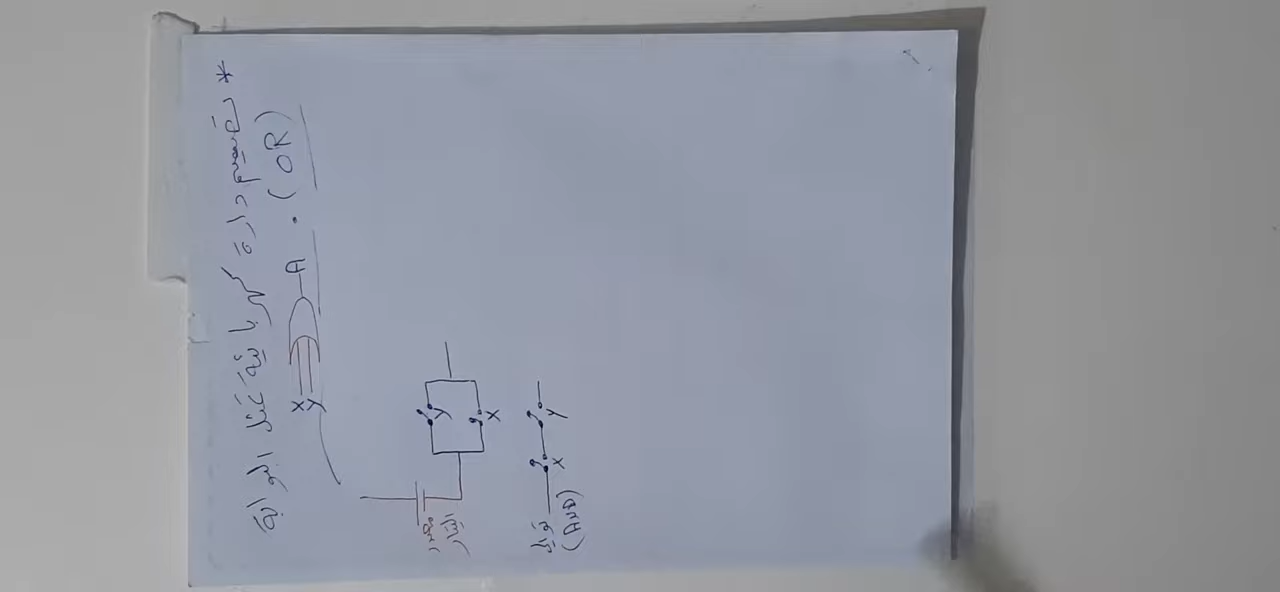 * تصميم دارة كهربائية تمثل البوابة
X
Y
A . (OR)
Y
X
مصدر
التيار
X
Y
توالي
(AND)